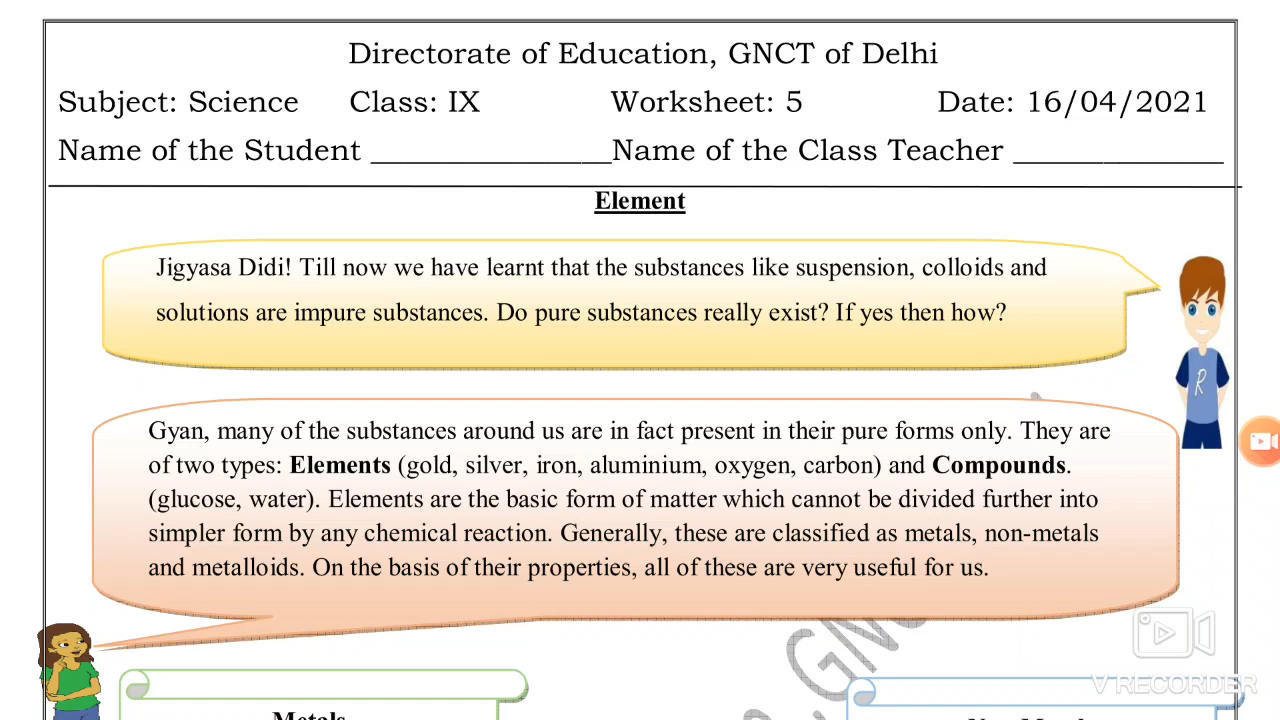 Directorate of Education, GNCT of Delhi
Subject: Science Class: IX Worksheet: 5 Date: 16/04/2021
Name of the Student ________________Name of the Class Teacher ______________
Element
Jigyasa Didi! Till now we have learnt that the substances like suspension, colloids and
solutions are impure substances. Do pure substances really exist? If yes then how?
R
Gyan, many of the substances around us are in fact present in their pure forms only. They are
of two types: Elements (gold, silver, iron, aluminium, oxygen, carbon) and Compounds.
(glucose, water). Elements are the basic form of matter which cannot be divided further into
simpler form by any chemical reaction. Generally, these are classified as metals, non-metals
and metalloids. On the basis of their properties, all of these are very useful for us.
GNC
V RECORDER
Metals